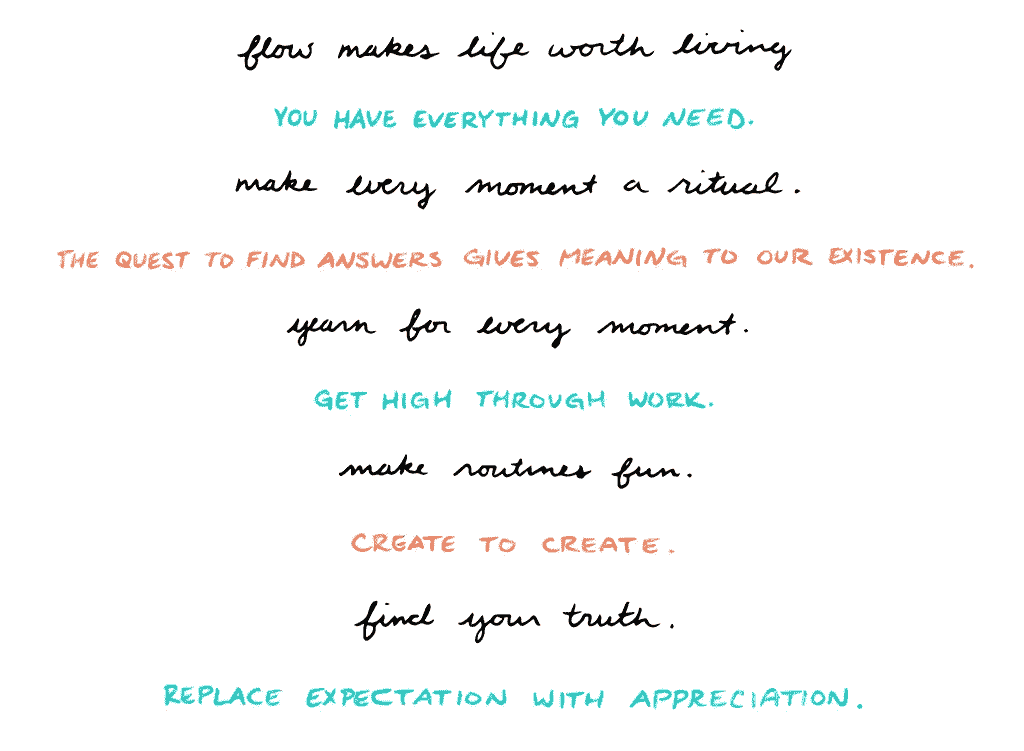 flow makes life worth living
YOU HAVE EVERYTHING YOU NEED.
make every moment a ritual.
THE QUEST TO FIND ANSWERS GIVES MEANING TO OUR EXISTENCE.
yearn for every moment.
GET HIGH THROUGH WORK.
make routines fun.
CREATE TO CREATE.
find your truth.
REPLACE EXPECTATION WITH APPRECIATION.